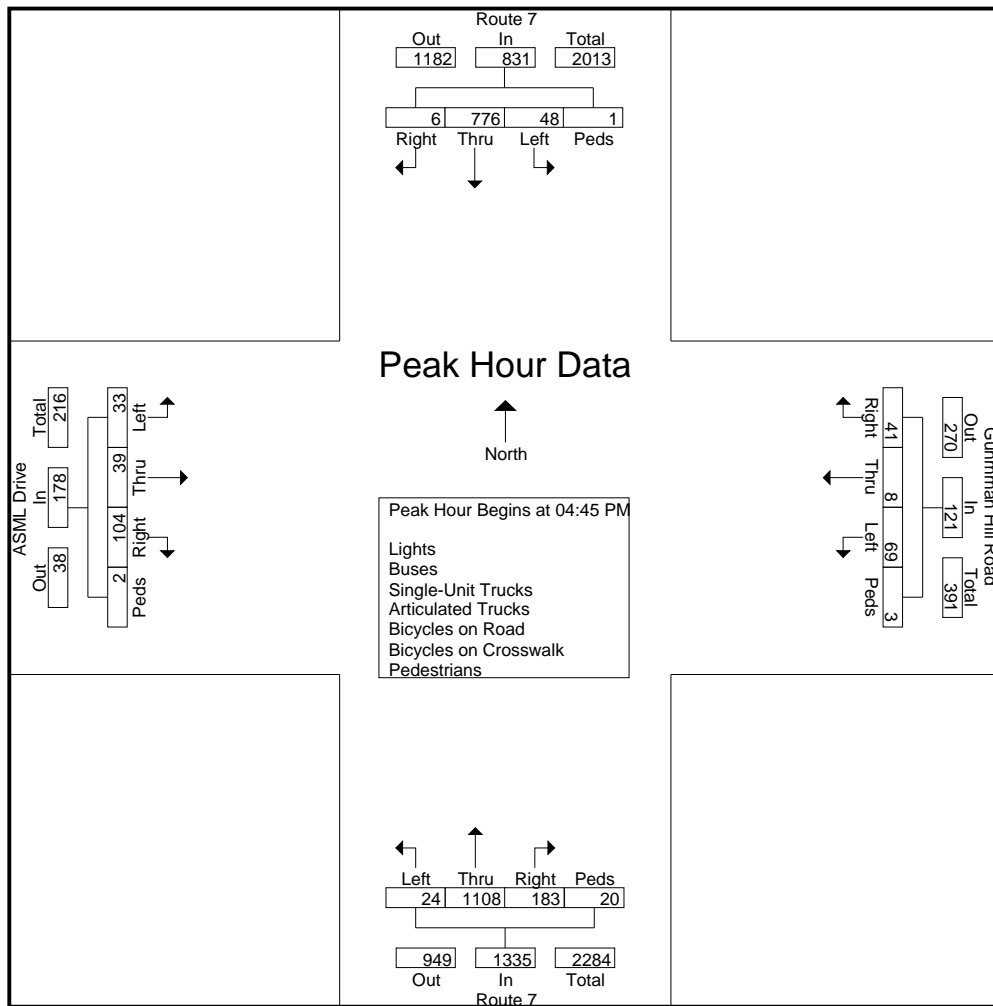 Route 7
Out In Total
1182 831 2013
6 776 48 1
Right Thru Left Peds
Peak Hour Data
North
Peak Hour Begins at 04:45 PM
Lights
Buses
Single-Unit Trucks
Articulated Trucks
Bicycles on Road
Bicycles on Crosswalk
Pedestrians
ASML Drive
Out In Total
38 178 216
33 39 104 2
Left Thru Right Peds
Right Thru Left Peds
41 8 69 3
Out In Total
270 121 391
Hill Road
Left Thru Right Peds
24 1108 183 20
949 1335 2284
Out In Total
Route 7